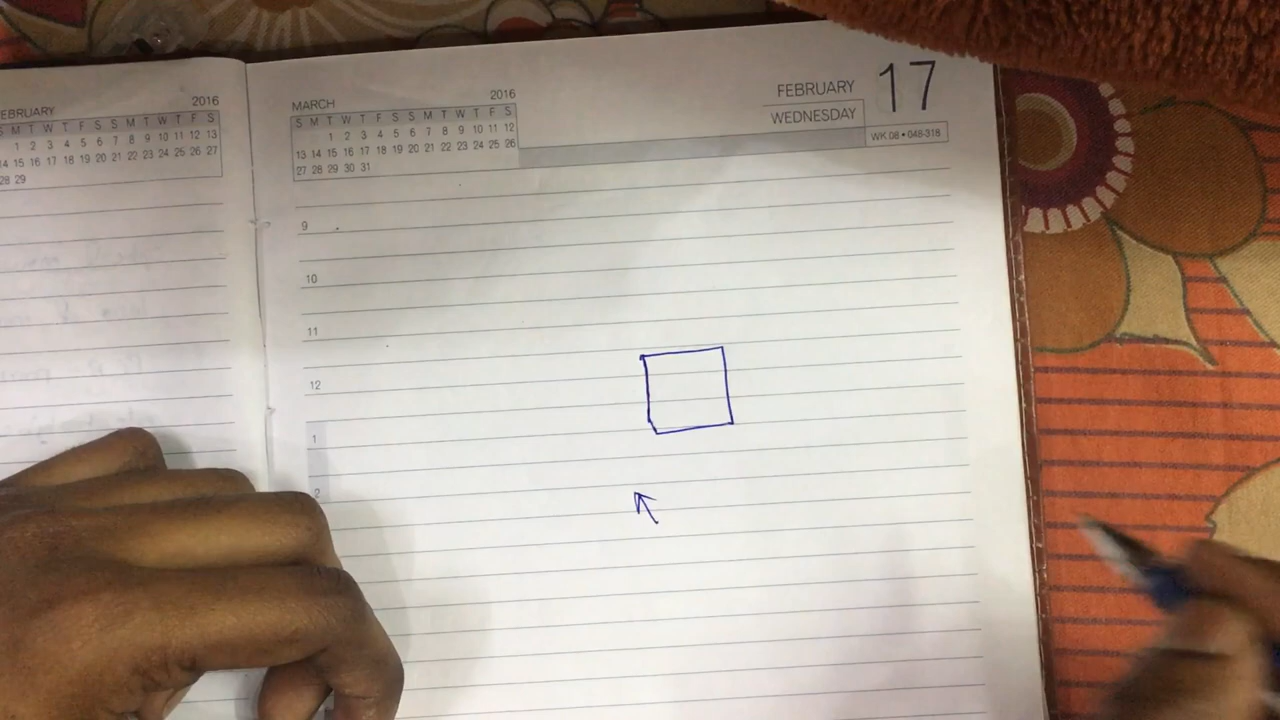 EBRUARY 2016
S M T W T F S S M T W T F S
1 2 3 4 5 6 7 8 9 10 11 12 13
14 15 16 17 18 19 20 21 22 23 24 25 26 27
28 29
MARCH 2016
S M T W T F S S M T W T F S
1 2 3 4 5 6 7 8 9 10 11 12
13 14 15 16 17 18 19 20 21 22 23 24 25 26
27 28 29 30 31
FEBRUARY 17
WEDNESDAY
WK 08 • 048-318
9
10
11
12
1
2